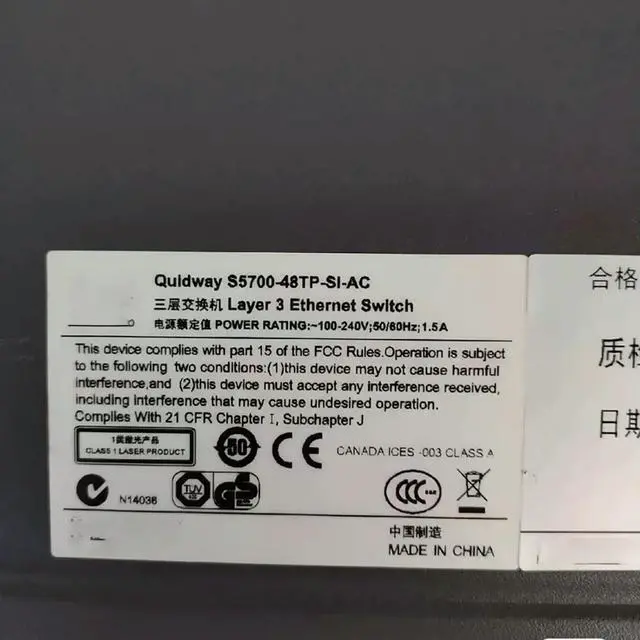 Quidway S5700-48TP-SI-AC
三层交换机 Layer 3 Ethernet Switch
电源额定值 POWER RATING:~100-240V;50/60Hz;1.5A
This device complies with part 15 of the FCC Rules.Operation is subject
to the following two conditions:(1)this device may not cause harmful
interference,and (2)this device must accept any interference received,
including interference that may cause undesired operation.
Complies With 21 CFR Chapter I, Subchapter J
1类激光产品
CLASS 1 LASER PRODUCT
50
CE
CANADA ICES -003 CLASS A
N14036
TUV
GS
CCC
中国制造
MADE IN CHINA
合格
质检
日期